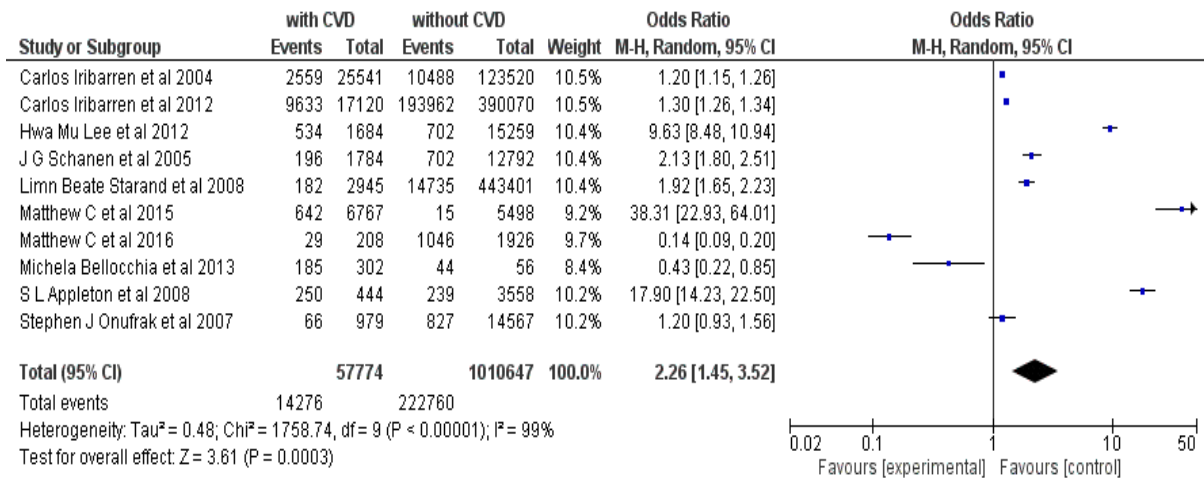 with CVD without CVD Odds Ratio Odds Ratio
Study or Subgroup Events Total Events Total Weight M-H, Random, 95% CI M-H, Random, 95% CI
Carlos Iribarren et al 2004 2559 25541 10488 123520 10.5% 1.20 [1.15, 1.26]
Carlos Iribarren et al 2012 9633 17120 193962 390070 10.5% 1.30 [1.26, 1.34]
Hwa Mu Lee et al 2012 534 1684 702 15259 10.4% 9.63 [8.48, 10.94]
J G Schanen et al 2005 196 1784 702 12792 10.4% 2.13 [1.80, 2.51]
Limn Beate Starand et al 2008 182 2945 14735 443401 10.4% 1.92 [1.65, 2.23]
Matthew C et al 2015 642 6767 15 5498 9.2% 38.31 [22.93, 64.01]
Matthew C et al 2016 29 208 1046 1926 9.7% 0.14 [0.09, 0.20]
Michela Bellocchia et al 2013 185 302 44 56 8.4% 0.43 [0.22, 0.85]
S L Appleton et al 2008 250 444 239 3558 10.2% 17.90 [14.23, 22.50]
Stephen J Onufrak et al 2007 66 979 827 14567 10.2% 1.20 [0.93, 1.56]
Total (95% CI) 57774 1010647 100.0% 2.26 [1.45, 3.52]
Total events 14276 222760
Heterogeneity: Tau² = 0.48; Chi² = 1758.74, df = 9 (P < 0.00001); I² = 99%
Test for overall effect: Z = 3.61 (P = 0.0003)
0.02 0.1 1 10 50
Favours [experimental] Favours [control]